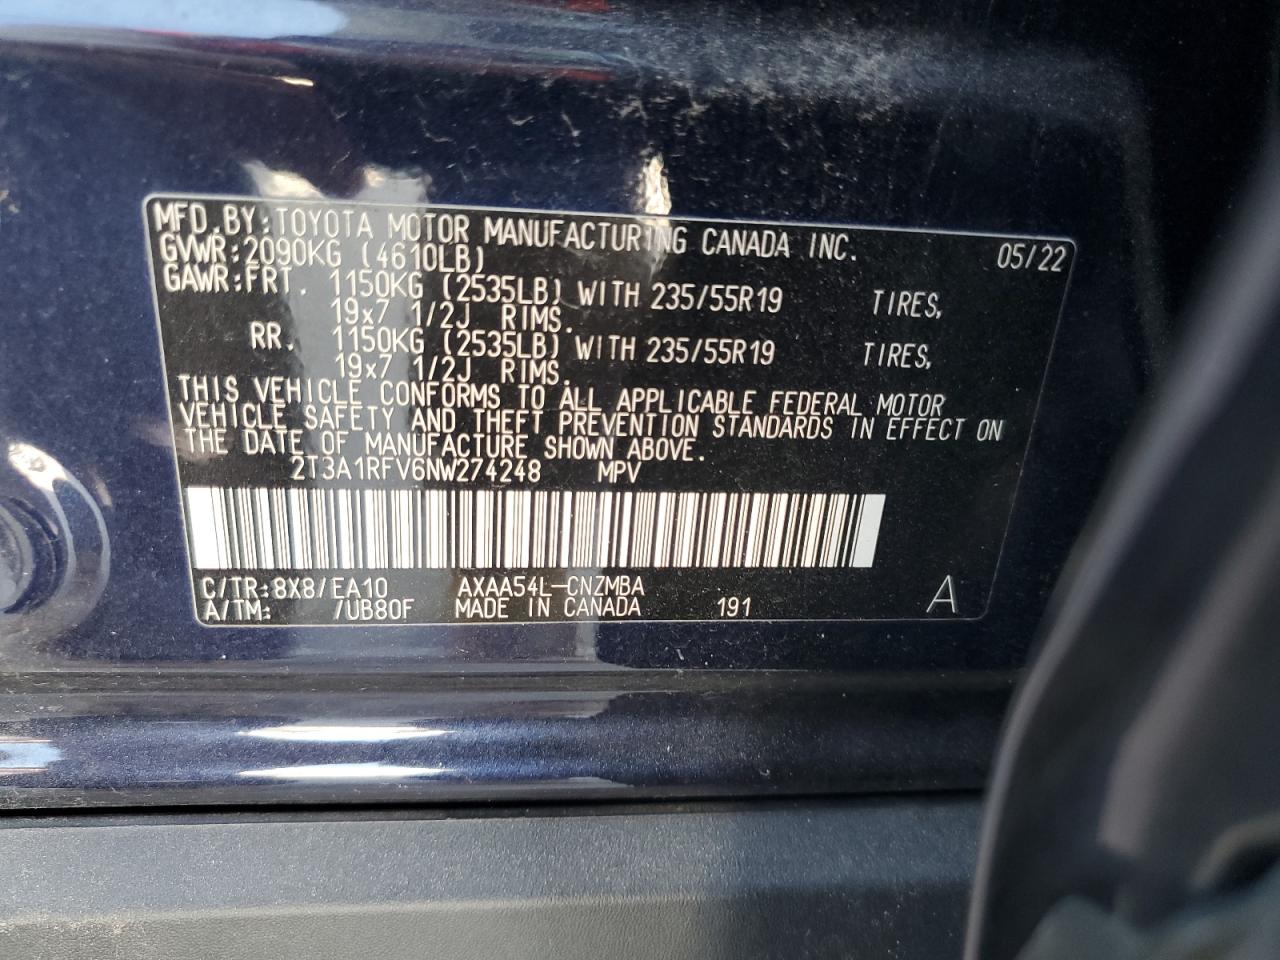 MFD.BY:TOYOTA MOTOR MANUFACTURING CANADA INC. 05/22
GVWR:2090KG (4610LB)
GAWR:FRT. 1150KG (2535LB) WITH 235/55R19 TIRES,
19x7 1/2J RIMS.
RR. 1150KG (2535LB) WITH 235/55R19 TIRES,
19x7 1/2J RIMS.
THIS VEHICLE CONFORMS TO ALL APPLICABLE FEDERAL MOTOR
VEHICLE SAFETY AND THEFT PREVENTION STANDARDS IN EFFECT ON
THE DATE OF MANUFACTURE SHOWN ABOVE.
2T3A1RFV6NW274248 MPV
C/TR:8X8/EA10 AXAA54L-CNZMBA
A/TM: /UB80F MADE IN CANADA 191 A